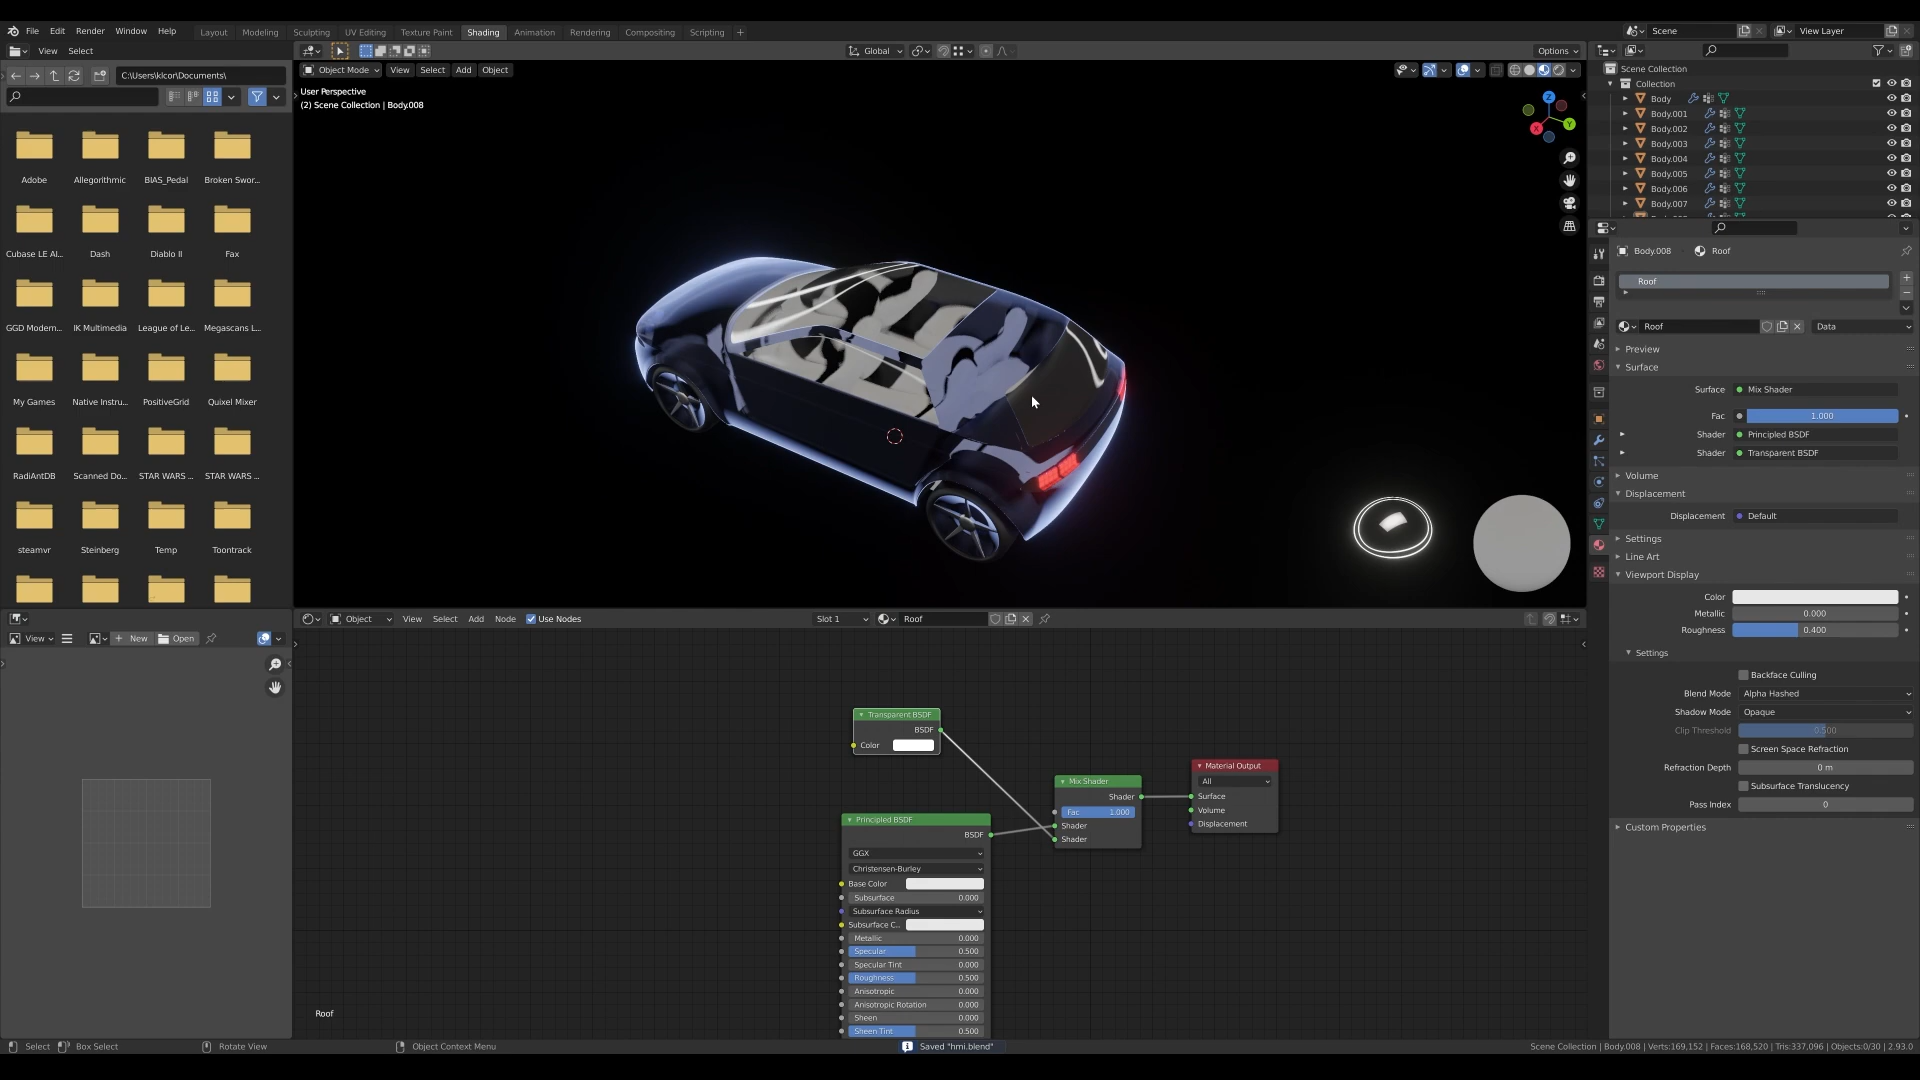 File Edit Render Window Help Layout Modeling Sculpting UV Editing Texture Paint Shading Animation Rendering Compositing Scripting +
Scene
View Layer
View Select
Global
Options
C:\Users\klcor\Documents\
Object Mode View Select Add Object
User Perspective
(2) Scene Collection | Body.008
Z
Y
X
Adobe Allegorithmic BIAS_Pedal Broken Swor...
Cubase LE AI... Dash Diablo II Fax
GGD Modern... IK Multimedia League of Le... Megascans L...
My Games Native Instru... PositiveGrid Quixel Mixer
RadiAntDB Scanned Do... STAR WARS ... STAR WARS ...
steamvr Steinberg Temp Toontrack
Scene Collection
Collection
Body
Body.001
Body.002
Body.003
Body.004
Body.005
Body.006
Body.007
Body.008 Roof
Roof
Roof Data
Preview
Surface
Surface Mix Shader
Fac 1.000
Shader Principled BSDF
Shader Transparent BSDF
Volume
Displacement
Displacement Default
Settings
Line Art
Viewport Display
Color
Metallic 0.000
Roughness 0.400
Settings
Backface Culling
Blend Mode Alpha Hashed
Shadow Mode Opaque
Clip Threshold 0.500
Screen Space Refraction
Refraction Depth 0 m
Subsurface Translucency
Pass Index 0
Custom Properties
View New Open
Object View Select Add Node Use Nodes Slot 1 Roof
Transparent BSDF
BSDF
Color
Mix Shader
Shader
Fac 1.000
Shader
Shader
Material Output
All
Surface
Volume
Displacement
Principled BSDF
BSDF
GGX
Christensen-Burley
Base Color
Subsurface 0.000
Subsurface Radius
Subsurface C..
Metallic 0.000
Specular 0.500
Specular Tint 0.000
Roughness 0.500
Anisotropic 0.000
Anisotropic Rotation 0.000
Sheen 0.000
Sheen Tint 0.500
Roof
Select Box Select Rotate View Object Context Menu Saved "hmi.blend" Scene Collection | Body.008 | Verts:169,152 | Faces:168,520 | Tris:337,096 | Objects:0/30 | 2.93.0